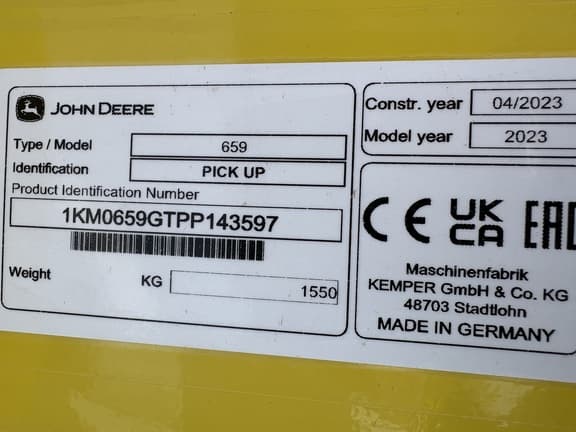 JOHN DEERE
Type / Model 659
Identification PICK UP
Product Identification Number
1KM0659GTPP143597
Weight KG 1550
Constr. year 04/2023
Model year 2023
CE UK CA EAC
Maschinenfabrik
KEMPER GmbH & Co. KG
48703 Stadtlohn
MADE IN GERMANY